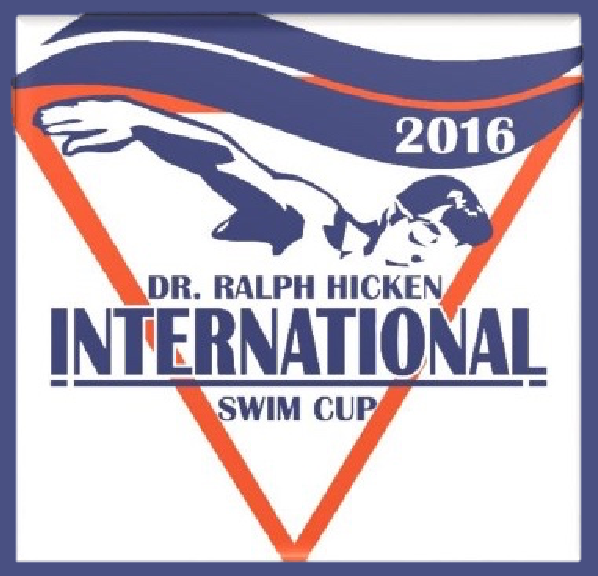 2016
DR. RALPH HICKEN
INTERNATIONAL
SWIM CUP